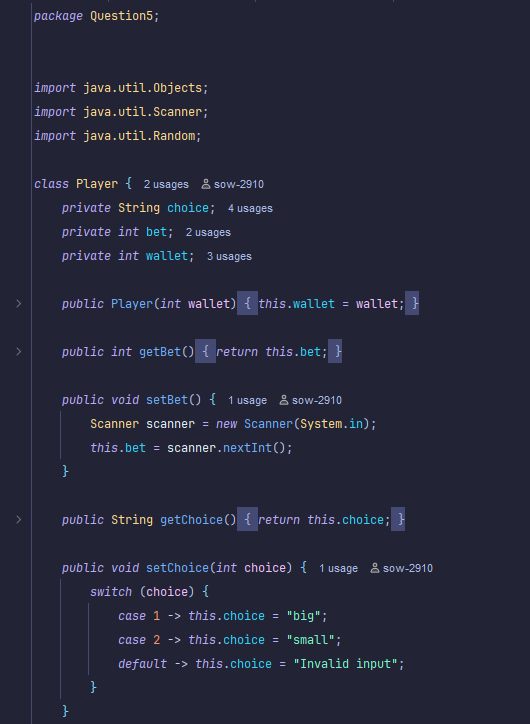 package Question5;
import java.util.Objects;
import java.util.Scanner;
import java.util.Random;
class Player { 2 usages sow-2910
private String choice; 4 usages
private int bet; 2 usages
private int wallet; 3 usages
public Player(int wallet) { this.wallet = wallet; }
public int getBet() { return this.bet; }
public void setBet() { 1 usage sow-2910
Scanner scanner = new Scanner(System.in);
this.bet = scanner.nextInt();
}
public String getChoice() { return this.choice; }
public void setChoice(int choice) { 1 usage sow-2910
switch (choice) {
case 1 -> this.choice = "big";
case 2 -> this.choice = "small";
default -> this.choice = "Invalid input";
}
}